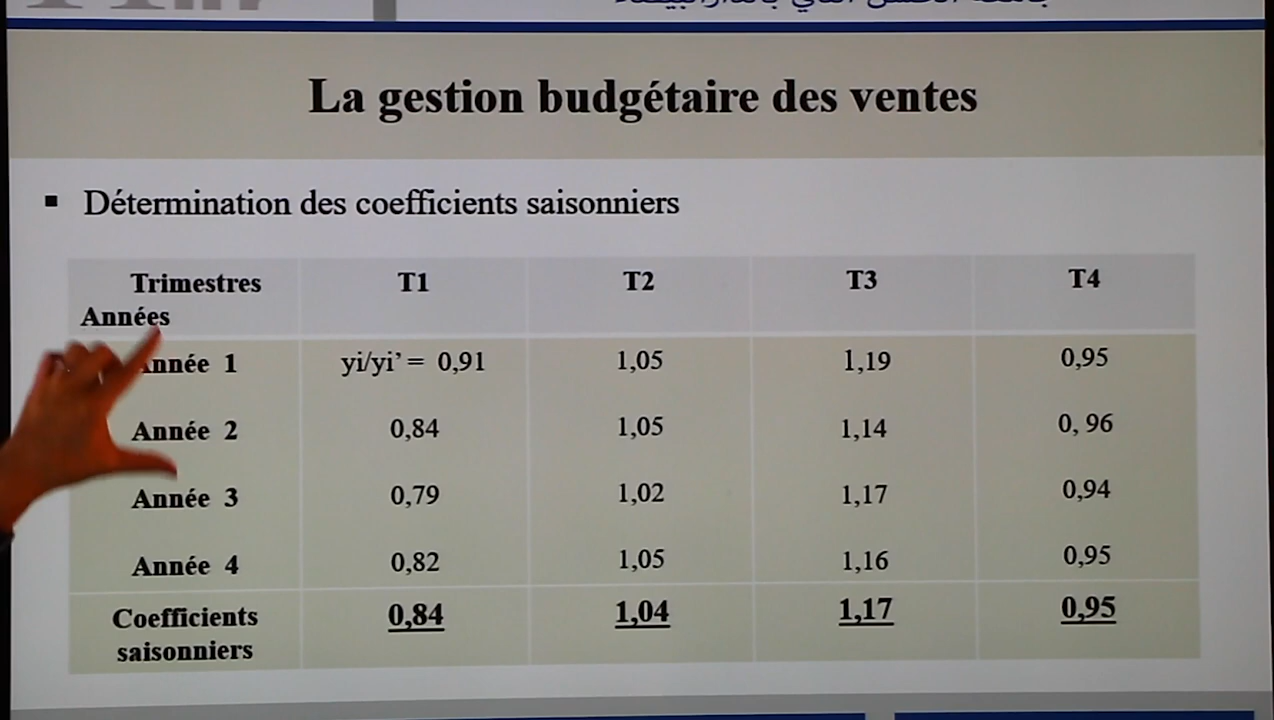 La gestion budgétaire des ventes
▪ Détermination des coefficients saisonniers
Trimestres T1 T2 T3 T4
Années
Année 1 yi/yi’ = 0,91 1,05 1,19 0,95
Année 2 0,84 1,05 1,14 0, 96
Année 3 0,79 1,02 1,17 0,94
Année 4 0,82 1,05 1,16 0,95
Coefficients 0,84 1,04 1,17 0,95
saisonniers